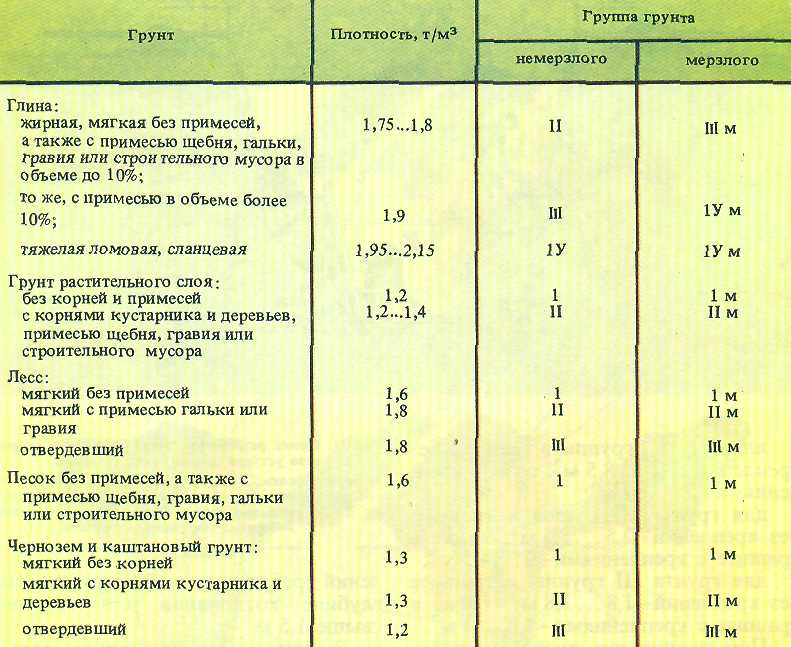 Грунт Плотность, т/м³ Группа грунта
немерзлого мерзлого
Глина:
жирная, мягкая без примесей, 1,75...1,8 II III м
а также с примесью щебня, гальки,
гравия или строительного мусора в
объеме до 10%;
то же, с примесью в объеме более
10%; 1,9 III 1У м
тяжелая ломовая, сланцевая 1,95...2,15 1У 1У м
Грунт растительного слоя:
без корней и примесей 1,2 1 1 м
с корнями кустарника и деревьев, 1,2...1,4 II II м
примесью щебня, гравия или
строительного мусора
Лесс:
мягкий без примесей 1,6 1 1 м
мягкий с примесью гальки или 1,8 II II м
гравия
отвердевший 1,8 III III м
Песок без примесей, а также с 1,6 1 1 м
примесью щебня, гравия, гальки
или строительного мусора
Чернозем и каштановый грунт:
мягкий без корней 1,3 1 1 м
мягкий с корнями кустарника и
деревьев 1,3 II II м
отвердевший 1,2 III III м